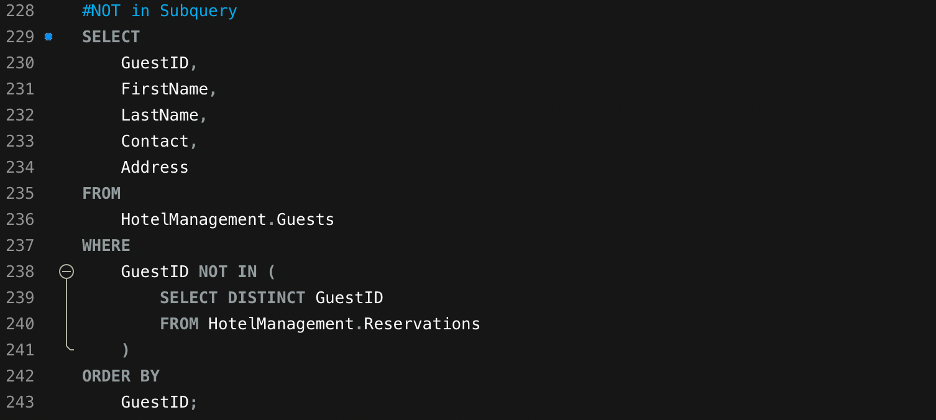 228 #NOT in Subquery
229 SELECT
230 GuestID,
231 FirstName,
232 LastName,
233 Contact,
234 Address
235 FROM
236 HotelManagement.Guests
237 WHERE
238 GuestID NOT IN (
239 SELECT DISTINCT GuestID
240 FROM HotelManagement.Reservations
241 )
242 ORDER BY
243 GuestID;